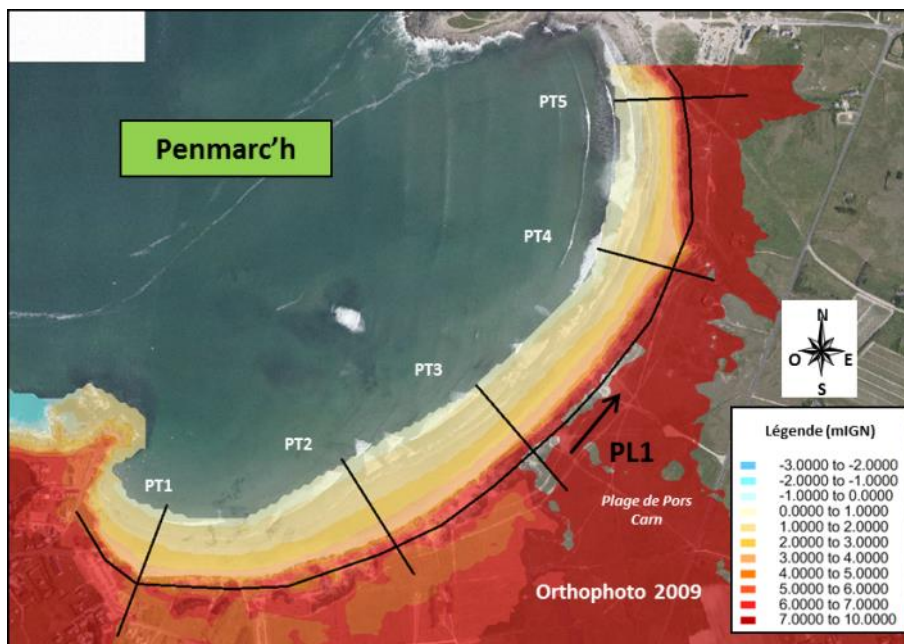 PT5
Penmarc'h
PT4
N
O E
S
PT3
PT2
PL1
PT1
Plage de Pors
Carn
Orthophoto 2009
Légende (mIGN)
-3.0000 to -2.0000
-2.0000 to -1.0000
-1.0000 to 0.0000
0.0000 to 1.0000
1.0000 to 2.0000
2.0000 to 3.0000
3.0000 to 4.0000
4.0000 to 5.0000
5.0000 to 6.0000
6.0000 to 7.0000
7.0000 to 10.0000